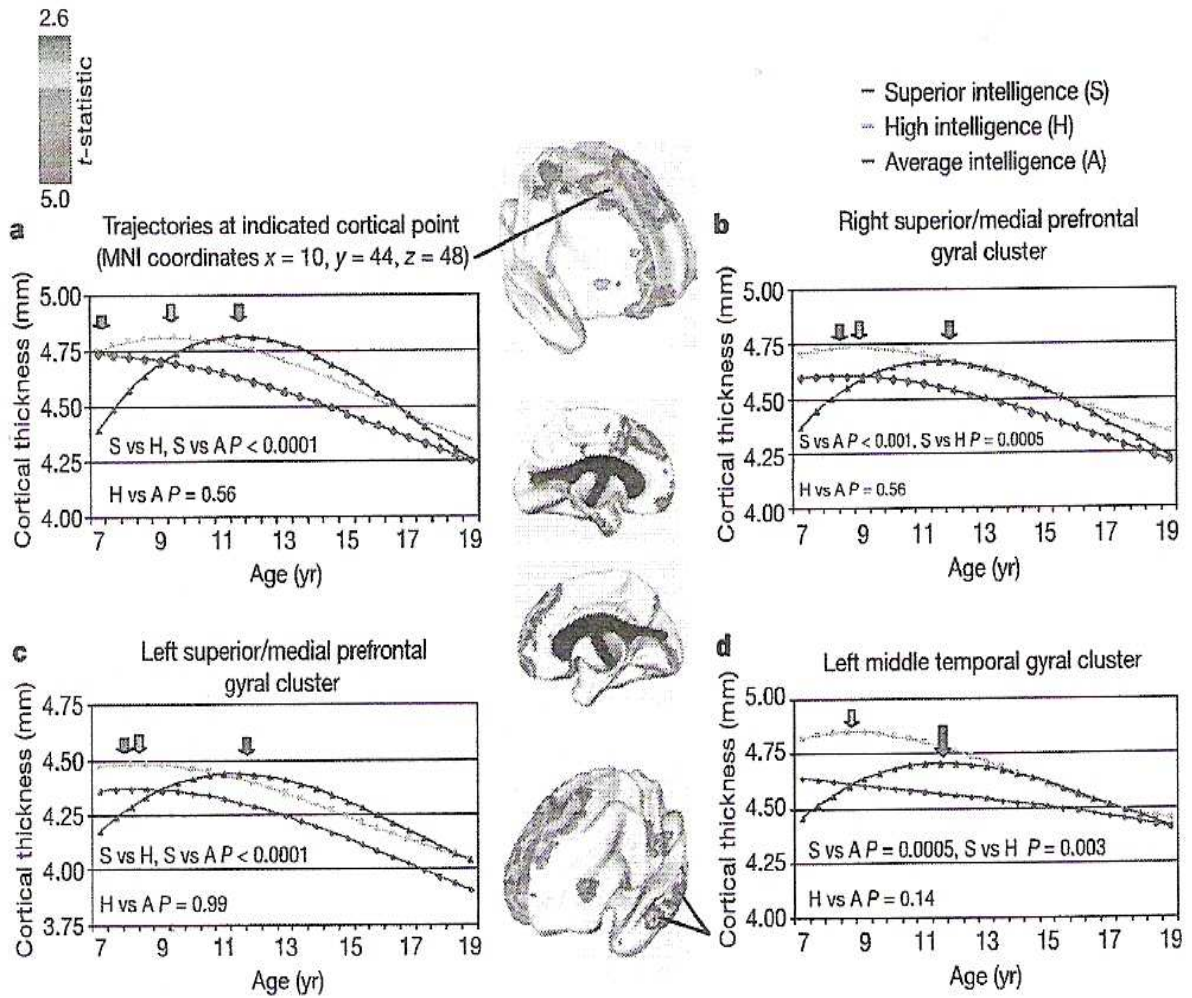 2.6
t-statistic
5.0
– Superior intelligence (S)
– High intelligence (H)
– Average intelligence (A)
a
Trajectories at indicated cortical point
(MNI coordinates x = 10, y = 44, z = 48)
Cortical thickness (mm)
5.00
4.75
4.50
4.25
4.00
S vs H, S vs A P < 0.0001
H vs A P = 0.56
7 9 11 13 15 17 19
Age (yr)
b
Right superior/medial prefrontal
gyral cluster
Cortical thickness (mm)
5.00
4.75
4.50
4.25
4.00
S vs A P < 0.001, S vs H P = 0.0005
H vs A P = 0.56
7 9 11 13 15 17 19
Age (yr)
c
Left superior/medial prefrontal
gyral cluster
Cortical thickness (mm)
4.75
4.50
4.25
4.00
3.75
S vs H, S vs A P < 0.0001
H vs A P = 0.99
7 9 11 13 15 17 19
Age (yr)
d
Left middle temporal gyral cluster
Cortical thickness (mm)
5.00
4.75
4.50
4.25
4.00
S vs A P = 0.0005, S vs H P = 0.003
H vs A P = 0.14
7 9 11 13 15 17 19
Age (yr)